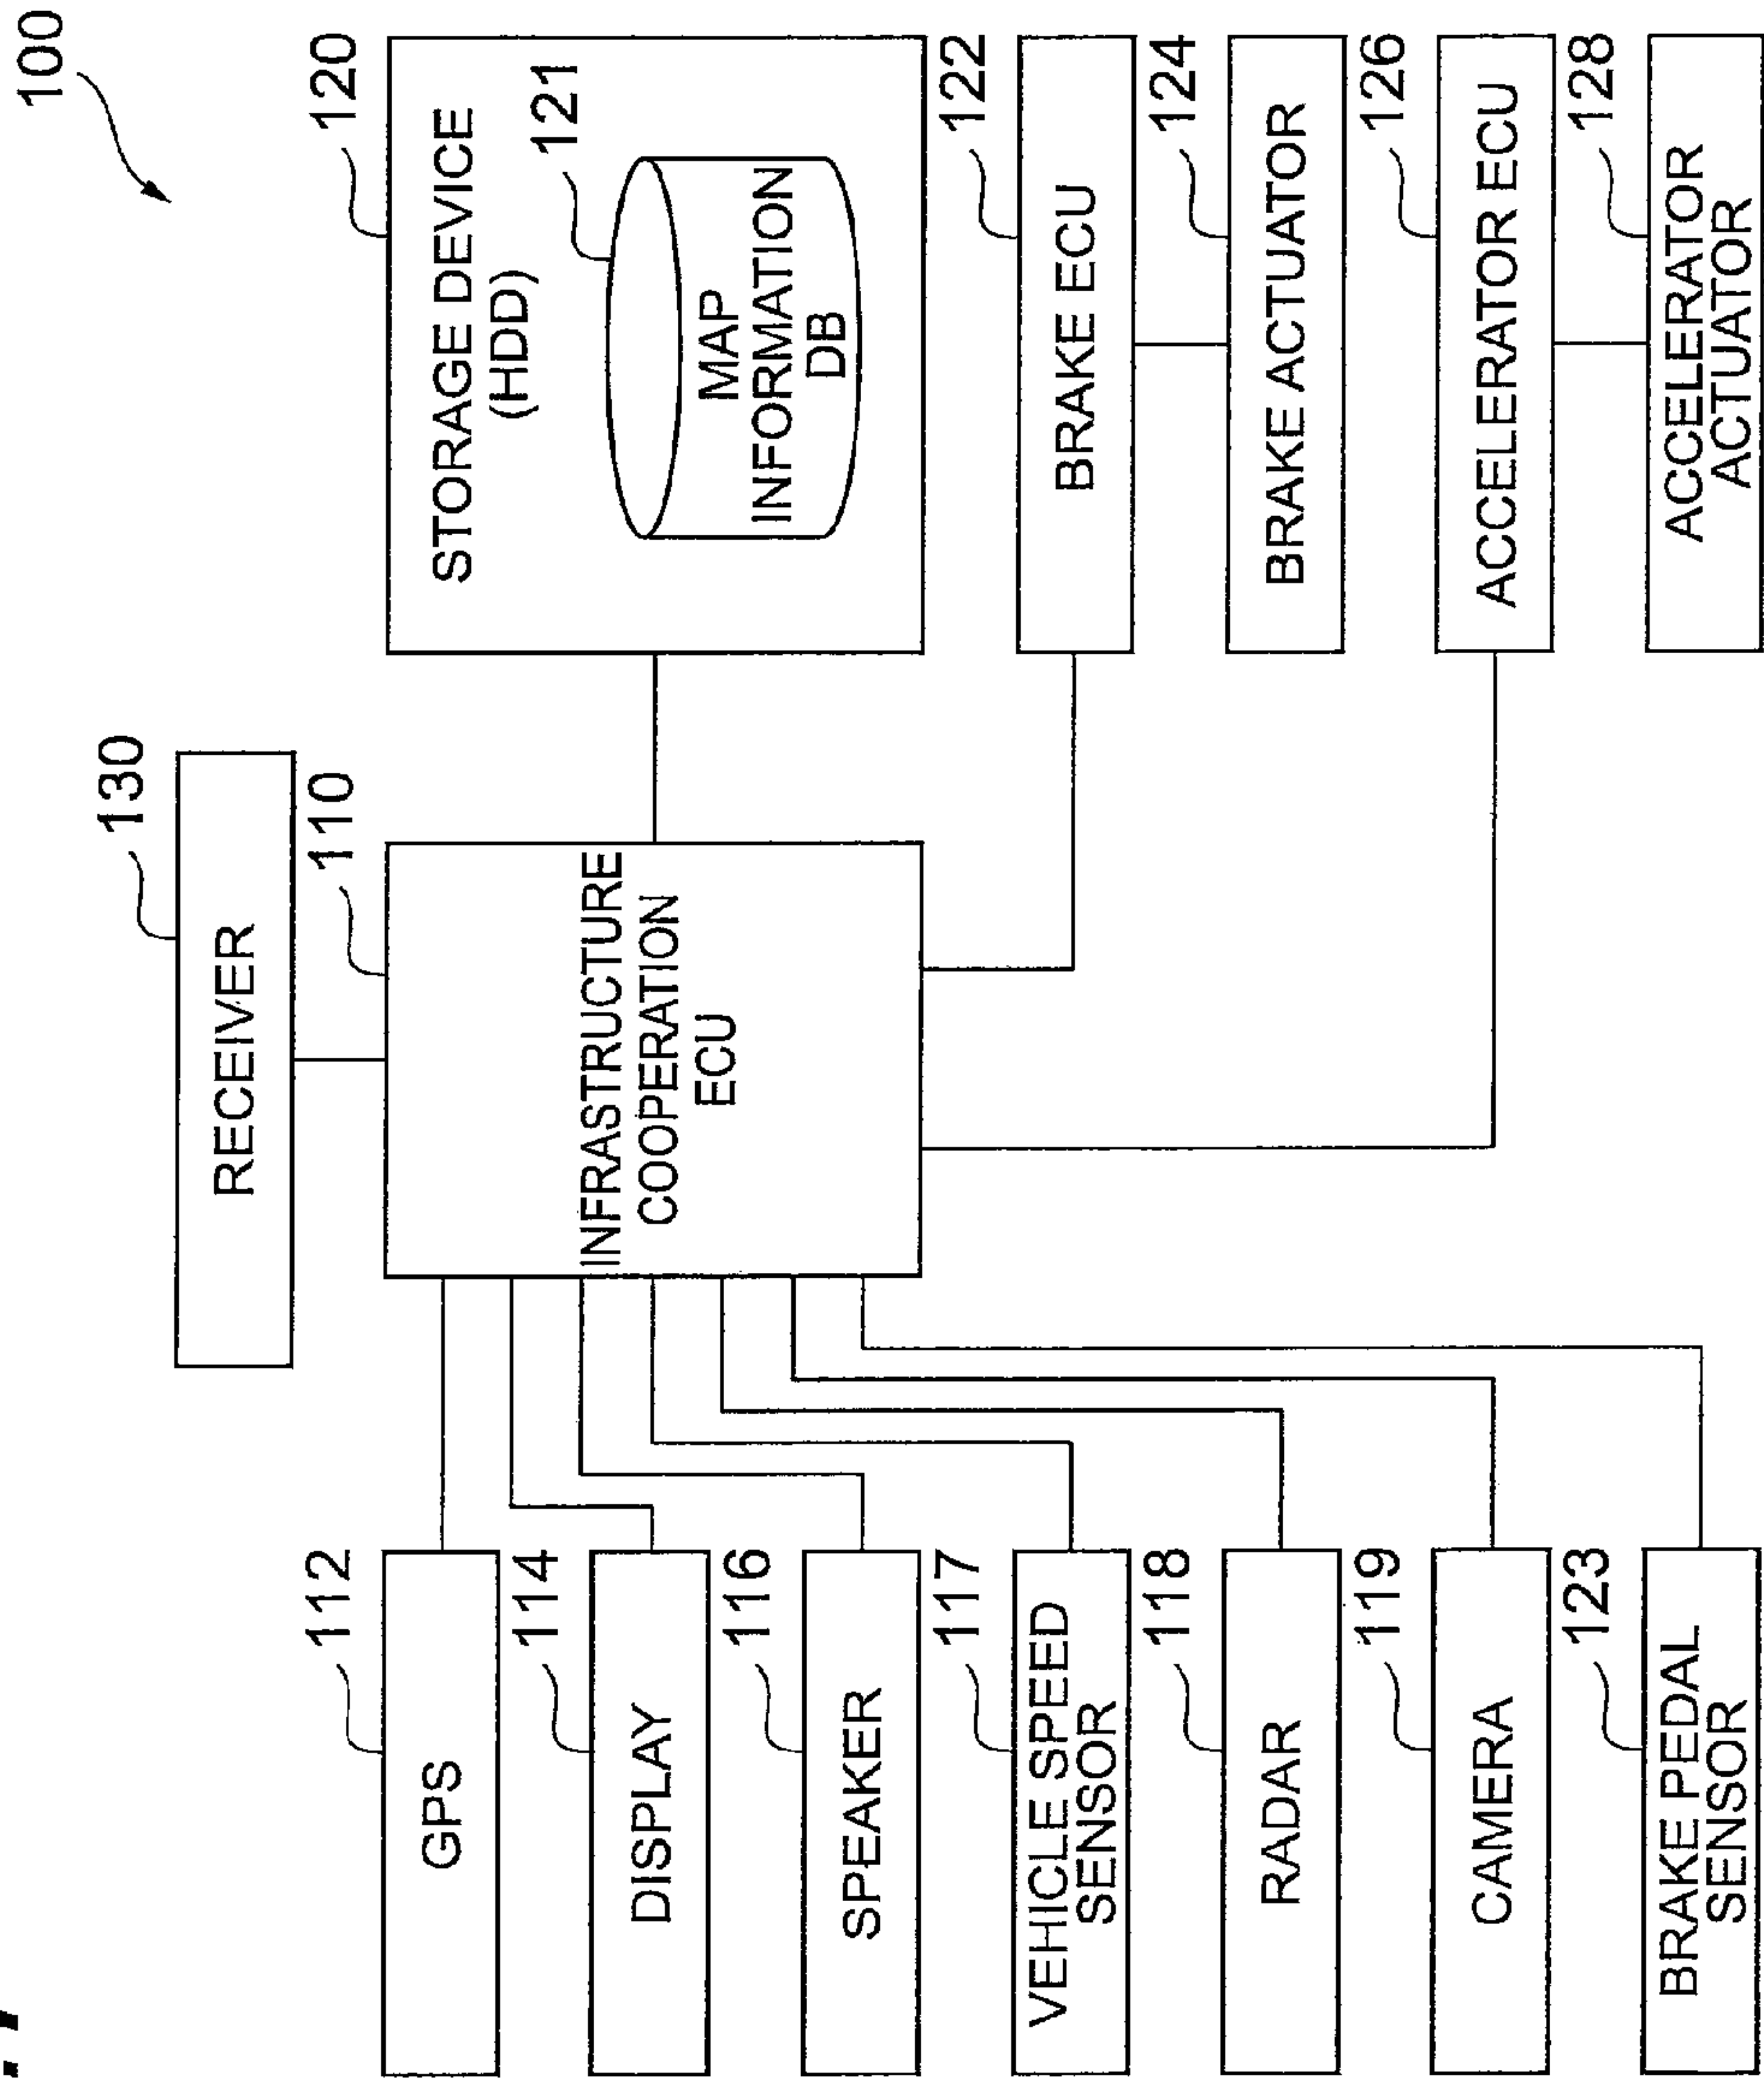 100
130
RECEIVER
110
INFRASTRUCTURE
COOPERATION
ECU
112
GPS
114
DISPLAY
116
SPEAKER
117
VEHICLE SPEED
SENSOR
118
RADAR
119
CAMERA
123
BRAKE PEDAL
SENSOR
120
STORAGE DEVICE
(HDD)
121
MAP
INFORMATION
DB
122
BRAKE ECU
124
BRAKE ACTUATOR
126
ACCELERATOR ECU
128
ACCELERATOR
ACTUATOR